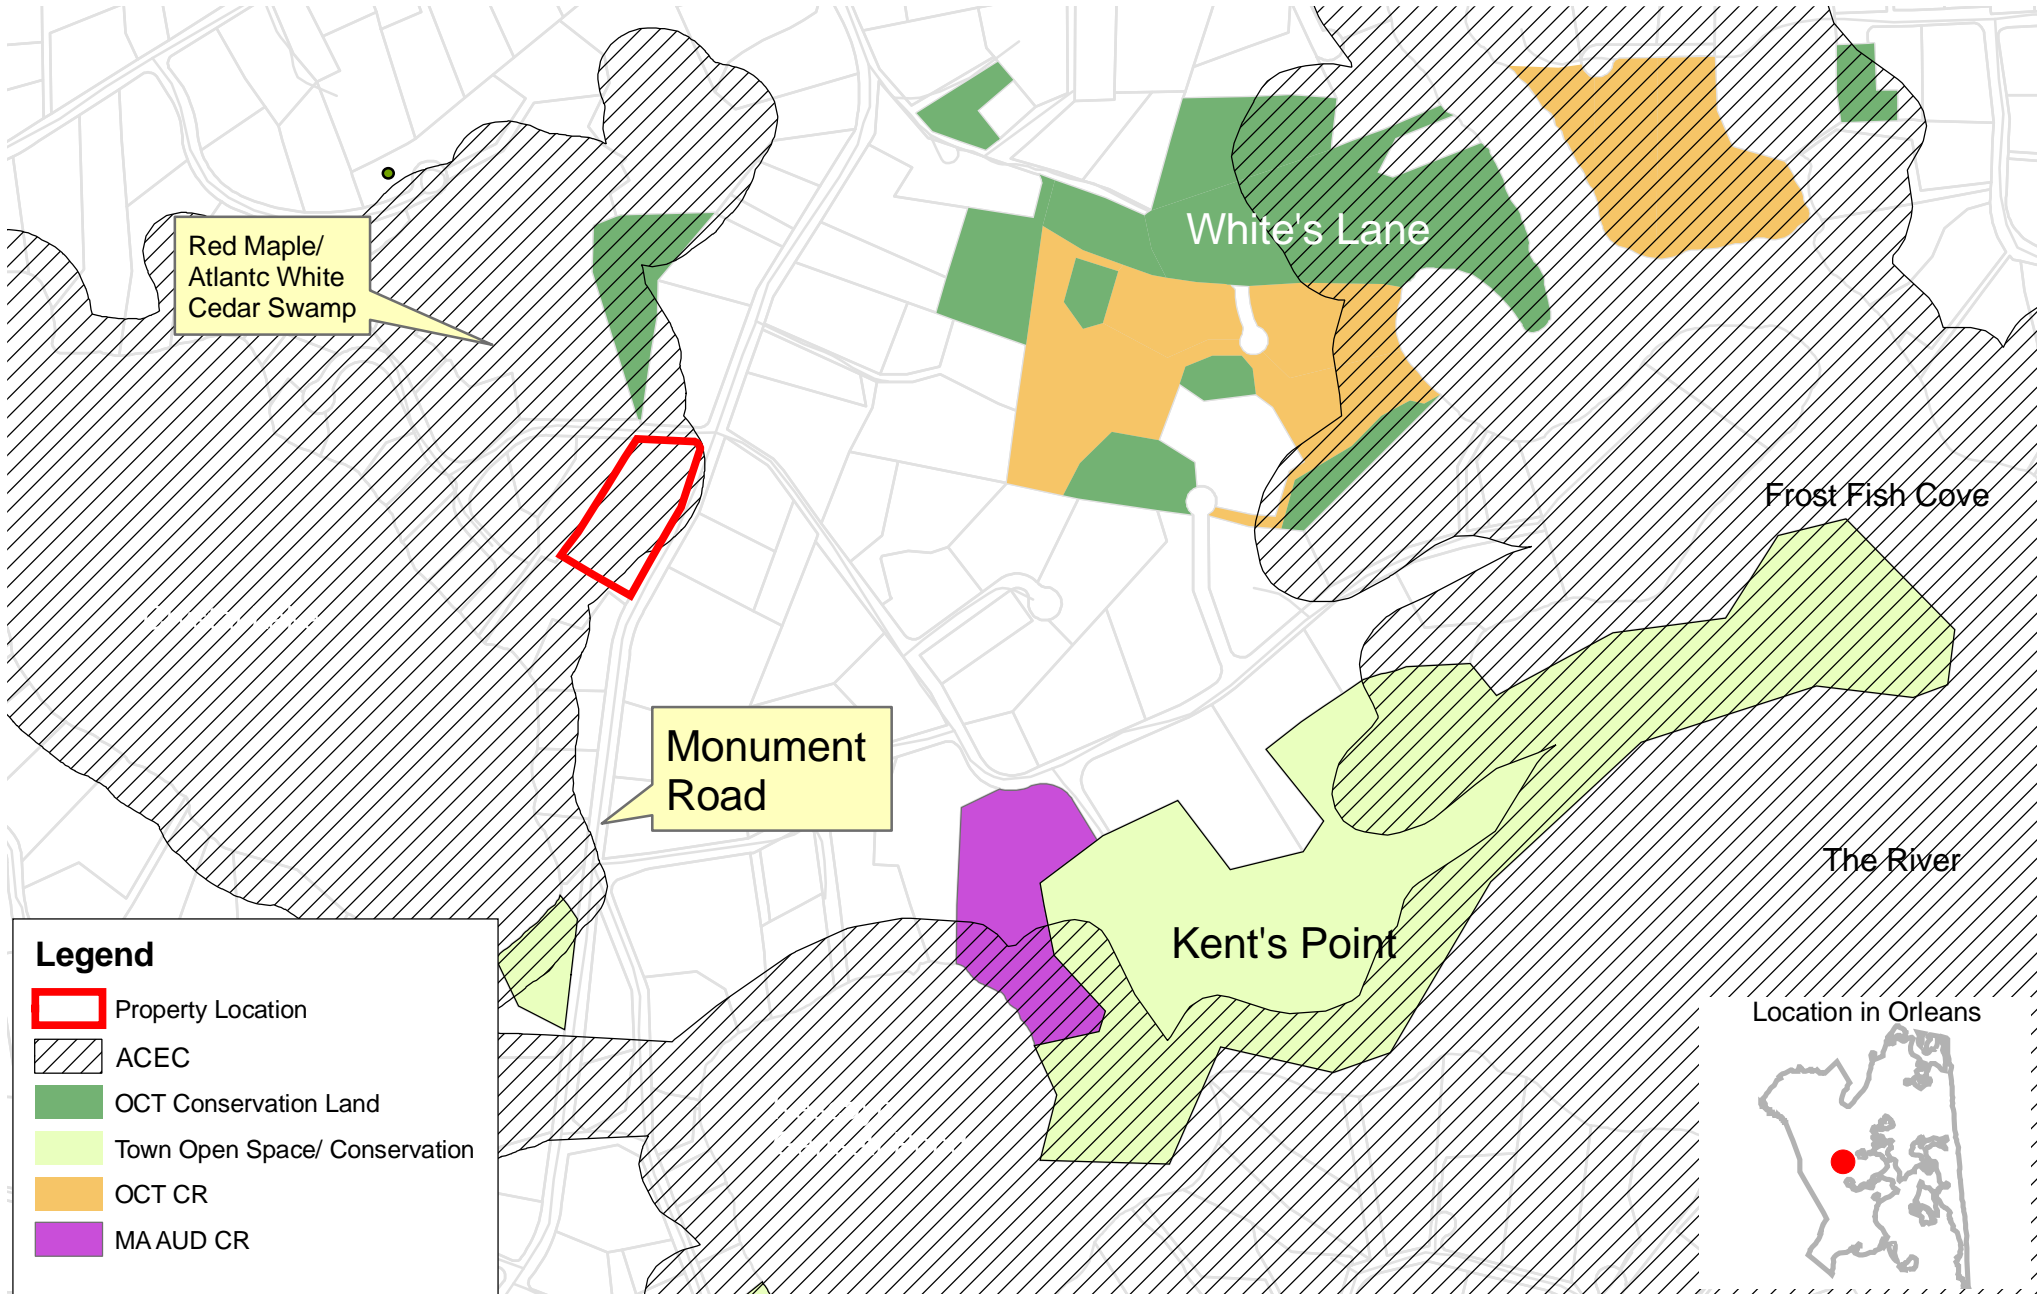 Red Maple/
Atlantc White
Cedar Swamp
White's Lane
Frost Fish Cove
Monument
Road
The River
Kent's Point
Legend
Property Location
ACEC
OCT Conservation Land
Town Open Space/ Conservation
OCT CR
MA AUD CR
Location in Orleans